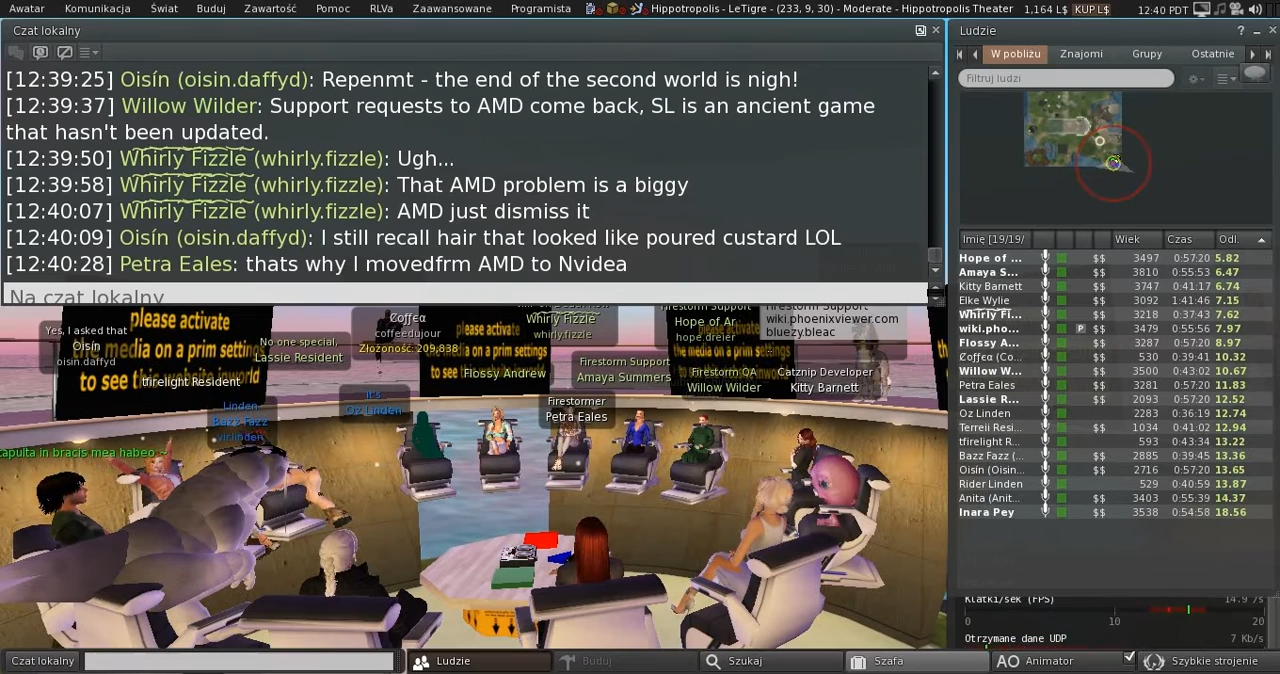 Awatar Komunikacja Świat Buduj Zawartość Pomoc RLVa Zaawansowane Programista Hippotropolis - LeTigre - (233, 9, 30) - Moderate - Hippotropolis Theater 1,164 L$ KUP L$ 12:40 PDT
Czat lokalny
[12:39:25] Oisín (oisin.daffyd): Repenmt - the end of the second world is nigh!
[12:39:37] Willow Wilder: Support requests to AMD come back, SL is an ancient game
that hasn't been updated.
[12:39:50] Whirly Fizzle (whirly.fizzle): Ugh...
[12:39:58] Whirly Fizzle (whirly.fizzle): That AMD problem is a biggy
[12:40:07] Whirly Fizzle (whirly.fizzle): AMD just dismiss it
[12:40:09] Oisín (oisin.daffyd): I still recall hair that looked like poured custard LOL
[12:40:28] Petra Eales: thats why I movedfrm AMD to Nvidea
Na czat lokalny
Ludzie ?
W pobliżu Znajomi Grupy Ostatnie
Filtruj ludzi
Imię [19/19/ Wiek Czas Odl.
Hope of ... $$ 3497 0:57:20 5.82
Amaya S... $$ 3810 0:55:53 6.47
Kitty Barnett $$ 3747 0:41:17 6.74
Elke Wylie 3092 1:41:46 7.15
Whirly Fi... $$ 3218 0:37:43 7.62
wiki.pho... P $$ 3479 0:55:56 7.97
Flossy A... $$ 3287 0:57:20 8.97
Coffea (Co... $$ 530 0:39:41 10.32
Willow W... $$ 3500 0:43:02 10.67
Petra Eales $$ 3281 0:57:20 11.83
Lassie R... $$ 2093 0:57:20 12.52
Oz Linden 2283 0:36:19 12.74
Terreii Resi... $$ 1034 0:41:02 12.94
tfirelight R... 593 0:43:34 13.22
Bazz Fazz (... $$ 2885 0:39:45 13.36
Oisín (Oisin... $$ 2716 0:57:20 13.65
Rider Linden 529 0:40:59 13.87
Anita (Anit... $$ 3403 0:55:39 14.37
Inara Pey $$ 3538 0:54:58 18.56
Klatki/sek (FPS) 14.9 /s
0 10 20
Otrzymane dane UDP 7 Kb/s
please activate
the media on a prim settings
to see this website inworld
Yes, I asked that
Oisín
oisin.daffyd
No one special,
Lassie Resident
tfirelight Resident
Coffea
coffeedujour
Złożoność: 209,838
please activate
Whirly Fizzle
whirly.fizzle
Flossy Andrew
Firestorm Support
Amaya Summers
Firestorm Support
Hope of Ar
hope.dreier
Firestorm Support
wiki.phoenixviewer.com
bluezy.bleac
Firestorm QA
Willow Wilder
Catznip Developer
Kitty Barnett
Firestormer
Petra Eales
It's
Oz Linden
Linden
Bazz Fazz
in bracis mea habeo ~
Czat lokalny Ludzie Buduj Szukaj Szafa AO Animator Szybkie strojenie